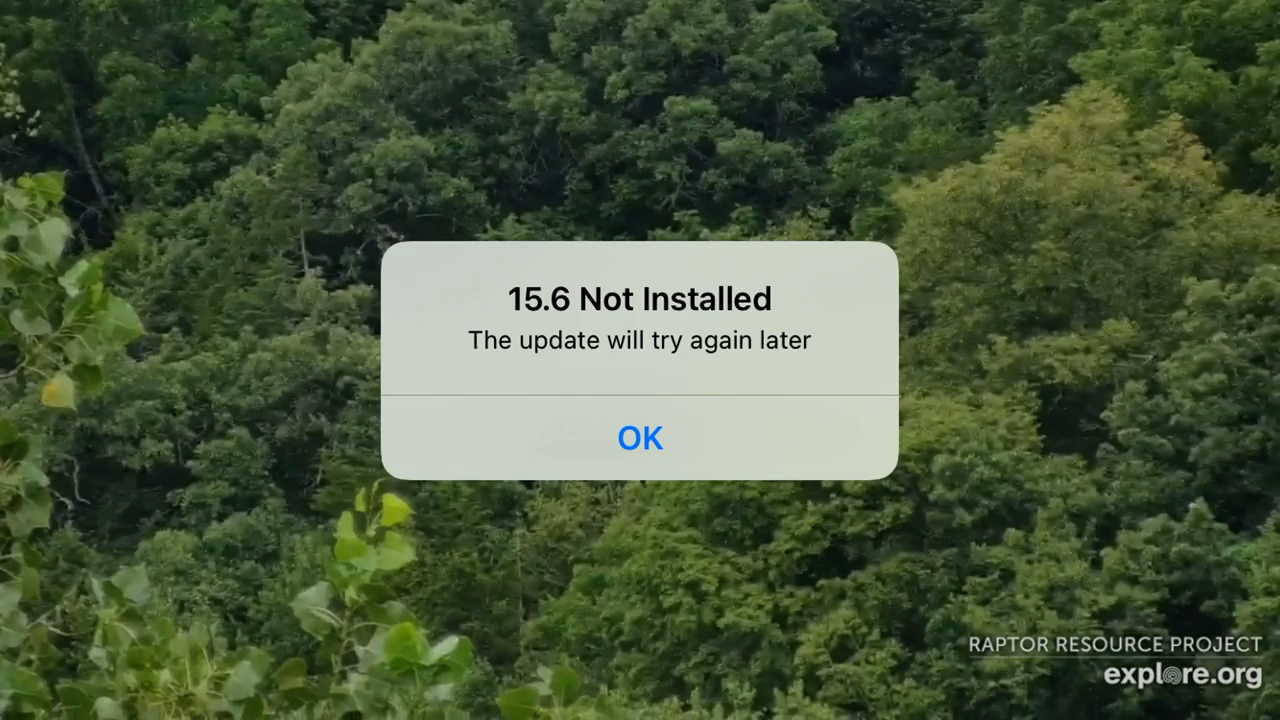 15.6 Not Installed
The update will try again later
OK
RAPTOR RESOURCE PROJECT
explore.org